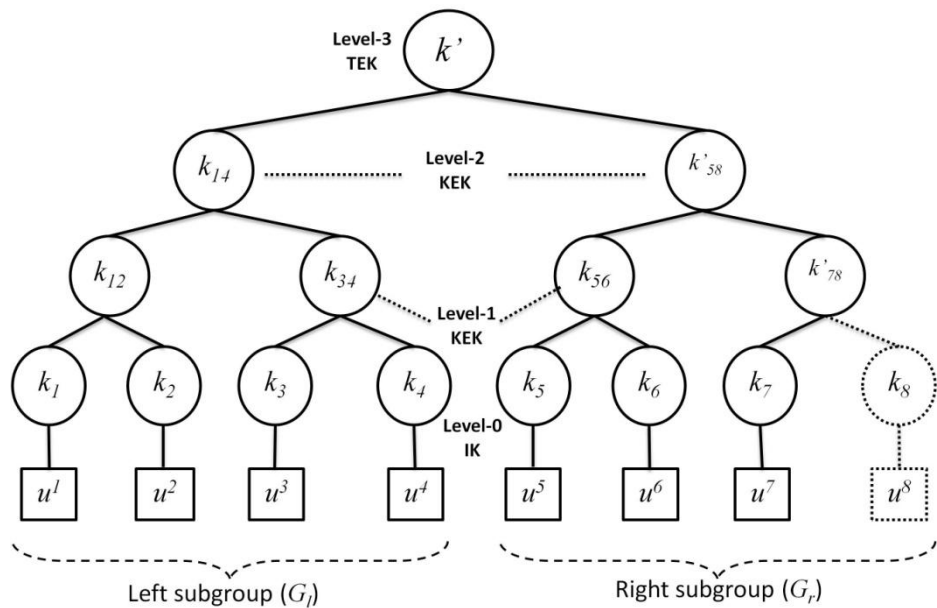 Level-3
TEK
k’
k14
Level-2
KEK
k’58
k12
k34
Level-1
KEK
k56
k’78
k1
k2
k3
k4
Level-0
IK
k5
k6
k7
k8
u1
u2
u3
u4
u5
u6
u7
u8
Left subgroup (Gl)
Right subgroup (Gr)